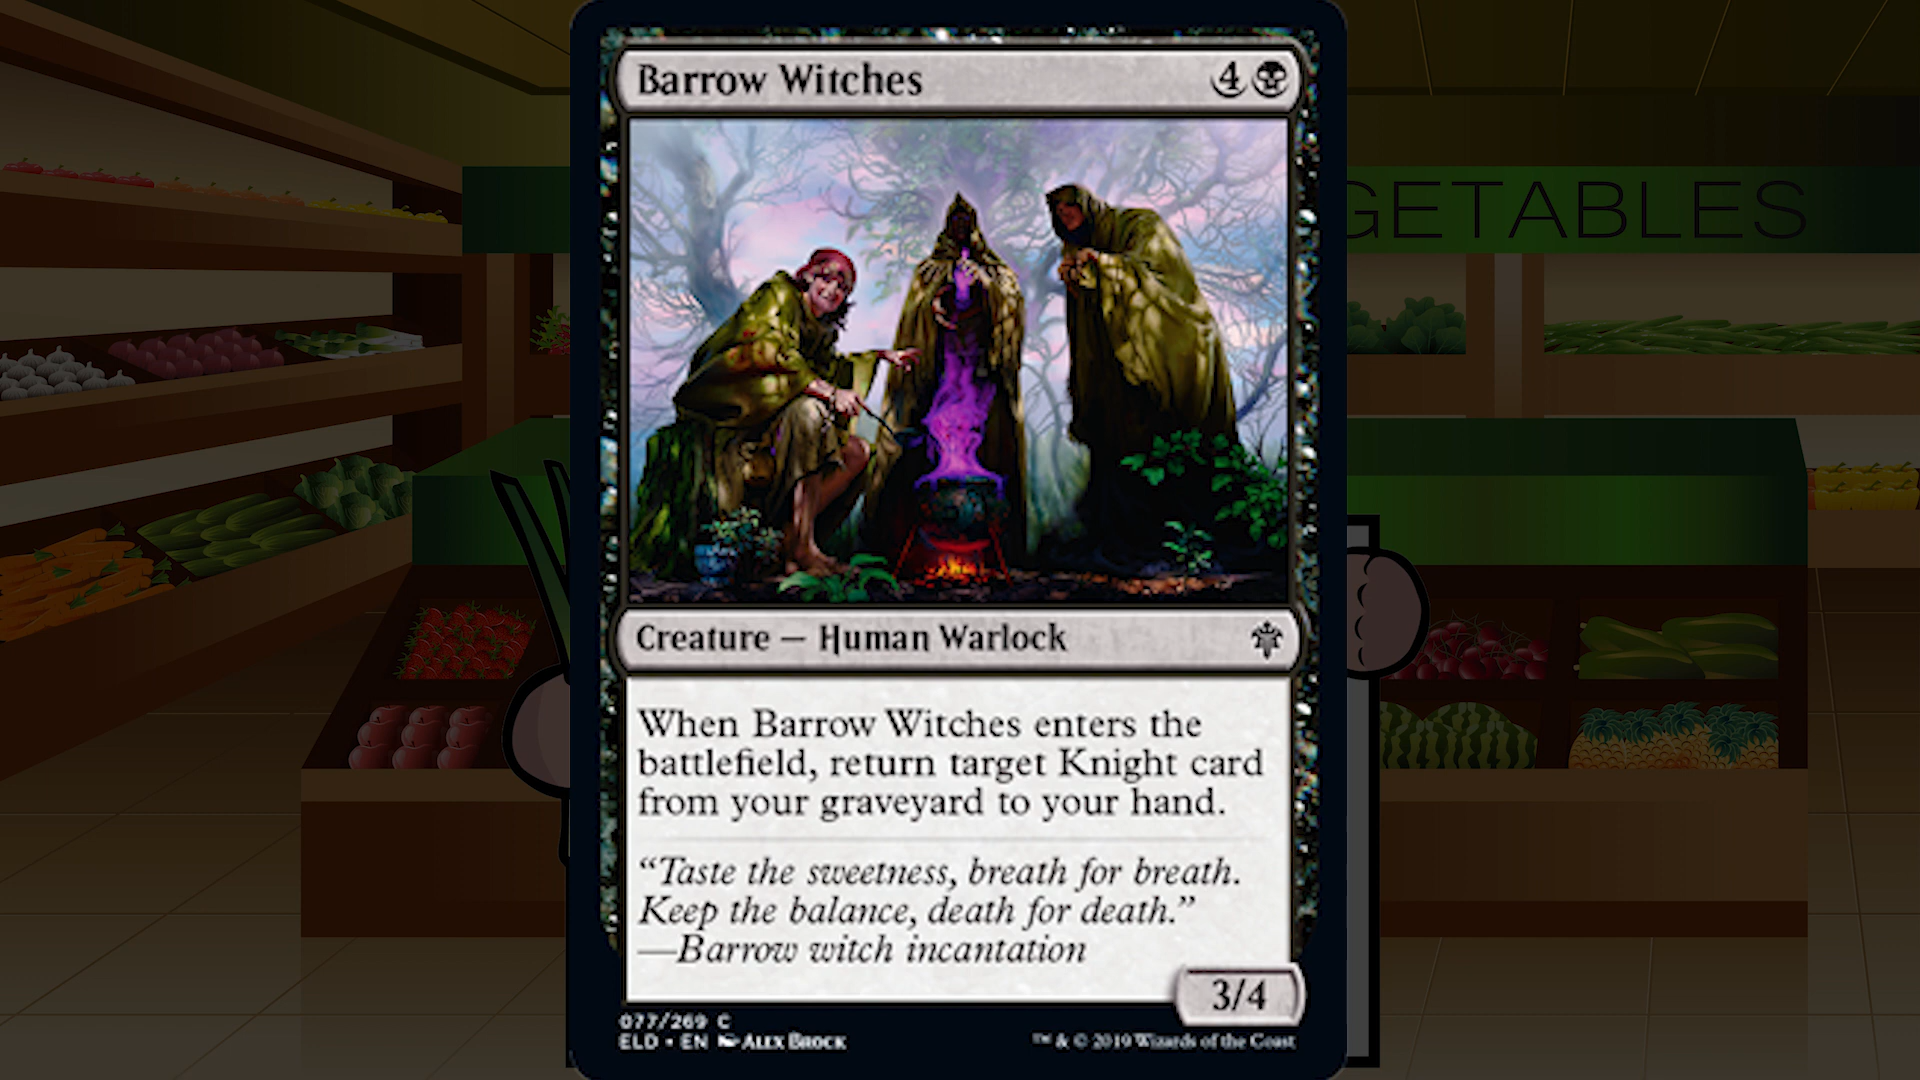 Barrow Witches 4
GETABLES
Creature — Human Warlock
When Barrow Witches enters the
battlefield, return target Knight card
from your graveyard to your hand.
“Taste the sweetness, breath for breath.
Keep the balance, death for death.”
—Barrow witch incantation
3/4
077/269 C
ELD • EN ALEX BROCK
™ & © 2019 Wizards of the Coast